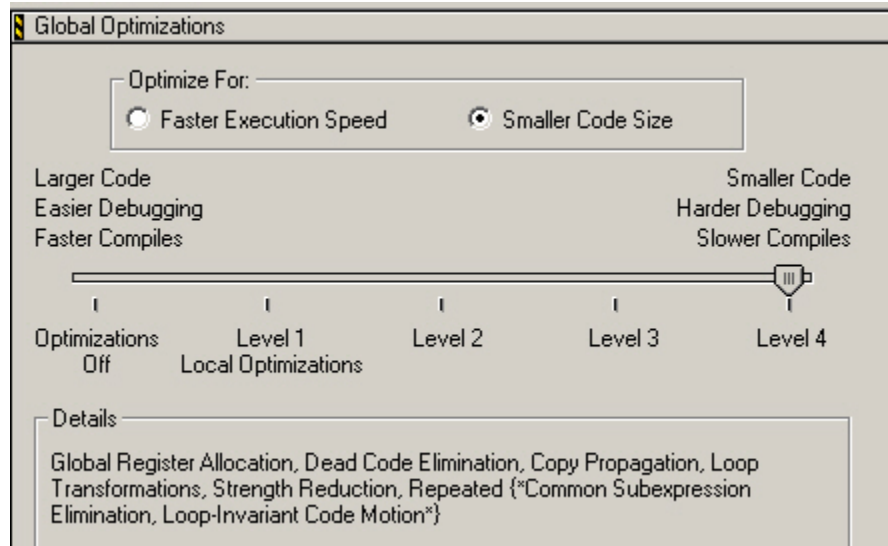 Global Optimizations
Optimize For:
Faster Execution Speed
Smaller Code Size
Larger Code
Easier Debugging
Faster Compiles
Smaller Code
Harder Debugging
Slower Compiles
Optimizations Off
Level 1
Local Optimizations
Level 2
Level 3
Level 4
Details
Global Register Allocation, Dead Code Elimination, Copy Propagation, Loop
Transformations, Strength Reduction, Repeated {*Common Subexpression
Elimination, Loop-Invariant Code Motion*}